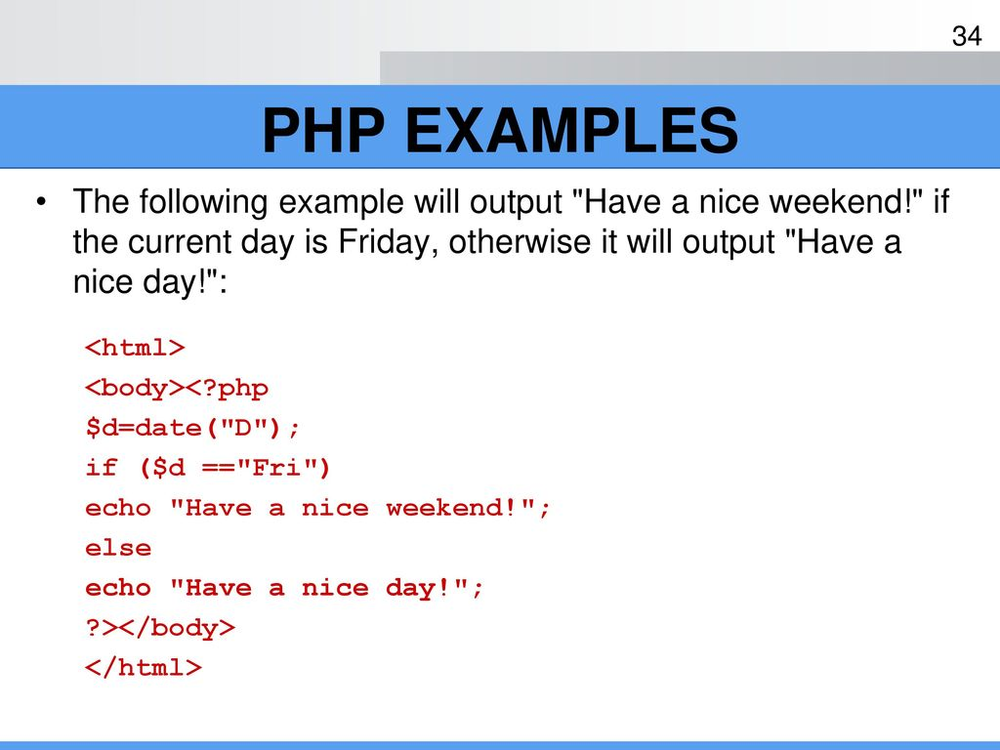 34
PHP EXAMPLES
• The following example will output "Have a nice weekend!" if
the current day is Friday, otherwise it will output "Have a
nice day!":
<html>
<body><?php
$d=date("D");
if ($d =="Fri")
echo "Have a nice weekend!";
else
echo "Have a nice day!";
?></body>
</html>